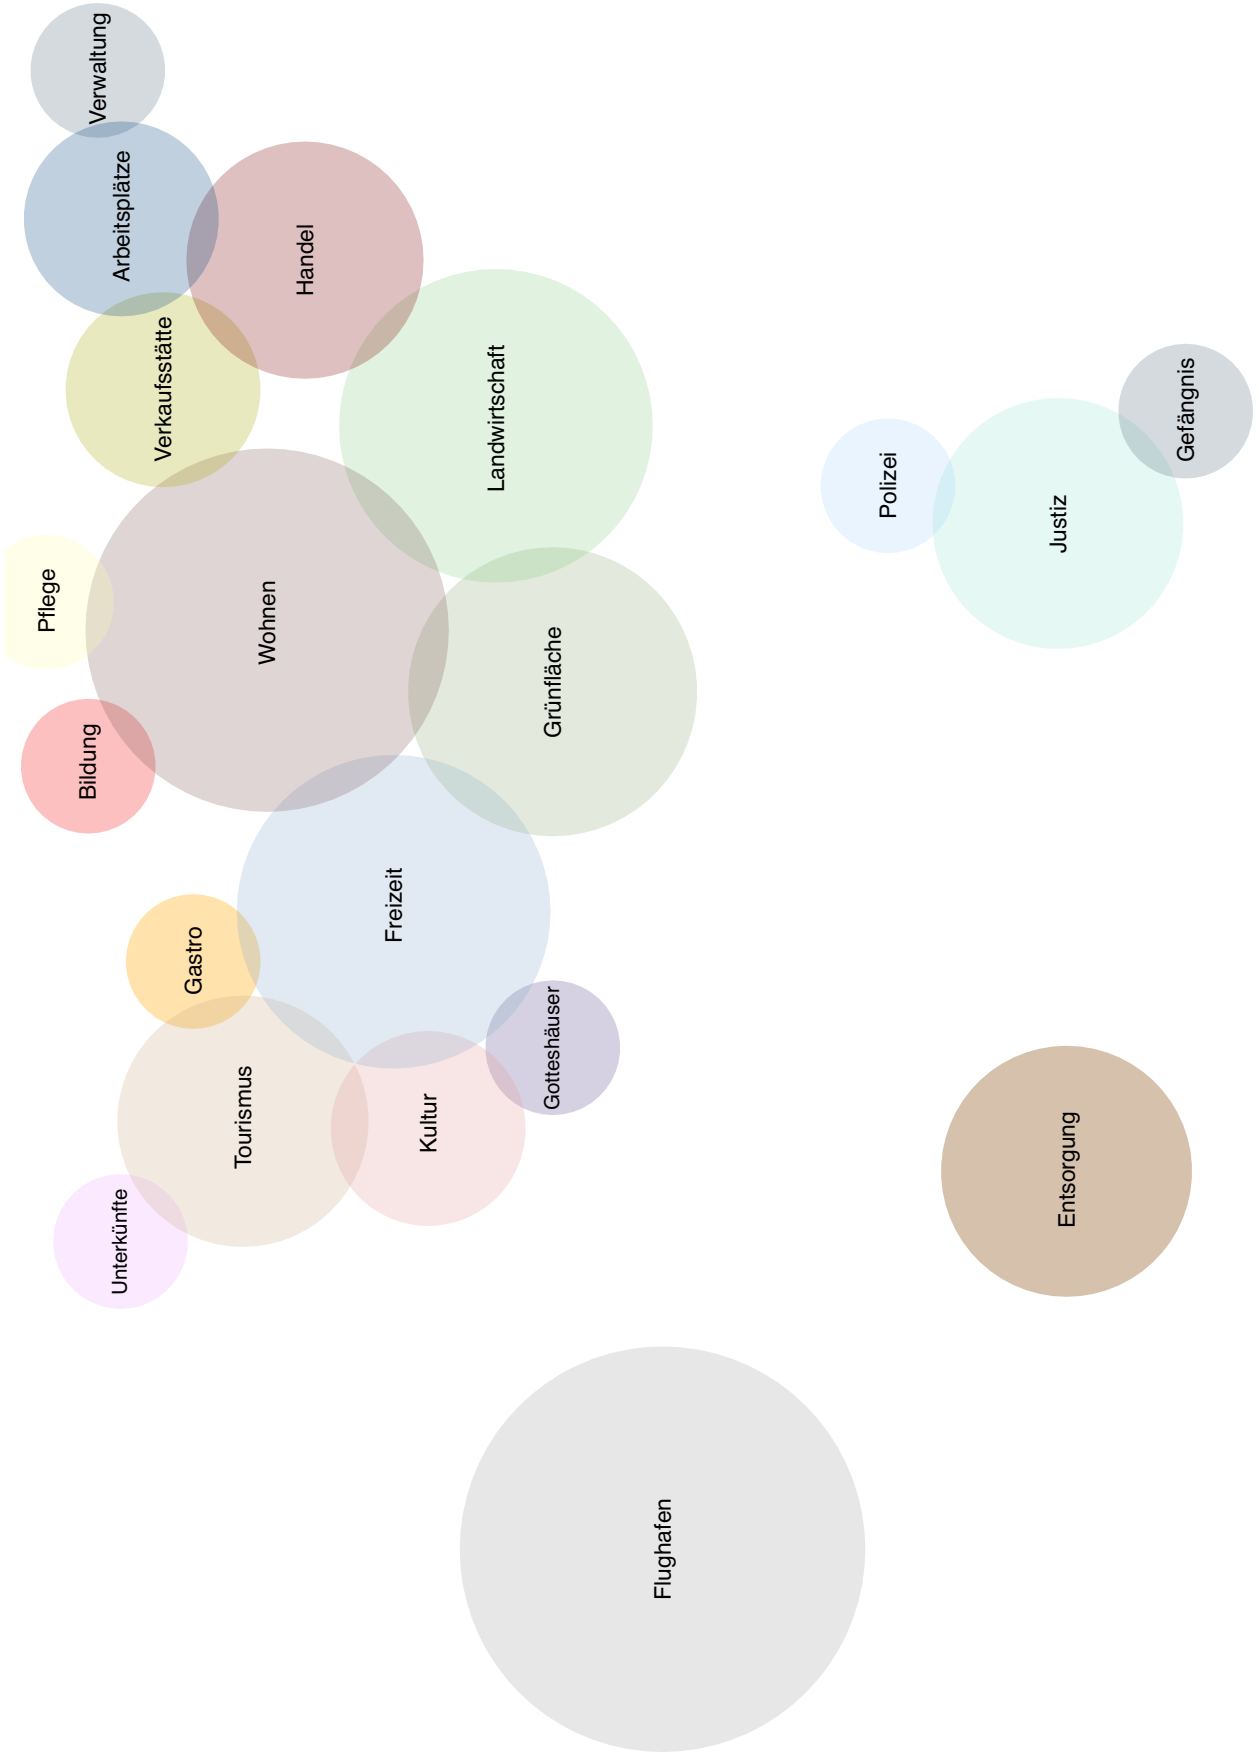 Verwaltung
Arbeitsplätze
Handel
Verkaufsstätte
Landwirtschaft
Gefängnis
Polizei
Justiz
Pflege
Wohnen
Grünfläche
Bildung
Freizeit
Gastro
Gotteshäuser
Tourismus
Kultur
Entsorgung
Unterkünfte
Flughafen